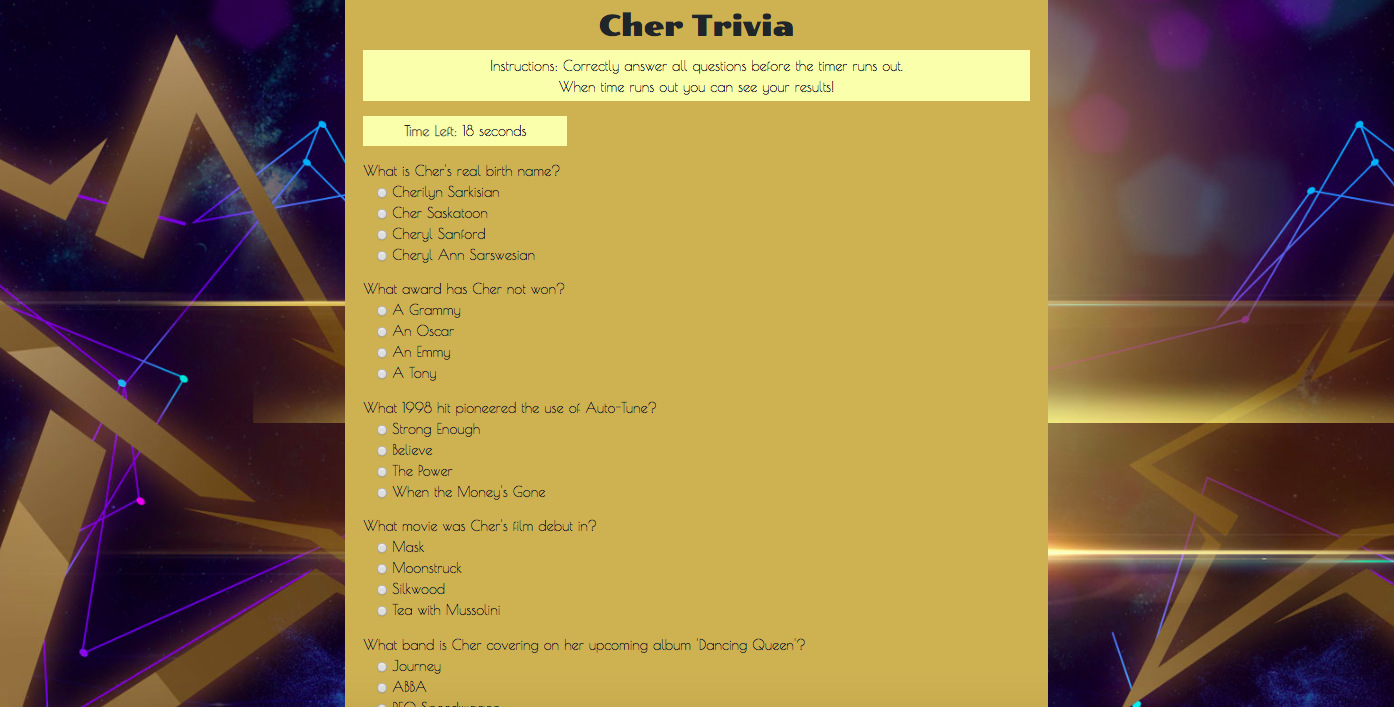 Cher Trivia
Instructions: Correctly answer all questions before the timer runs out.
When time runs out you can see your results!
Time Left: 18 seconds
What is Cher's real birth name?
Cherilyn Sarkisian
Cher Saskatoon
Cheryl Sanford
Cheryl Ann Sarswesian
What award has Cher not won?
A Grammy
An Oscar
An Emmy
A Tony
What 1998 hit pioneered the use of Auto-Tune?
Strong Enough
Believe
The Power
When the Money's Gone
What movie was Cher's film debut in?
Mask
Moonstruck
Silkwood
Tea with Mussolini
What band is Cher covering on her upcoming album 'Dancing Queen'?
Journey
ABBA